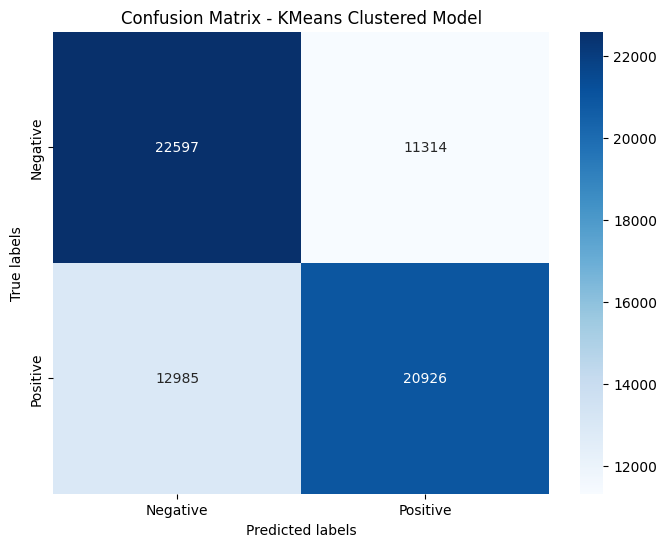 Confusion Matrix - KMeans Clustered Model
True labels
Negative
Positive
22597
11314
12985
20926
Negative
Positive
Predicted labels
22000
20000
18000
16000
14000
12000